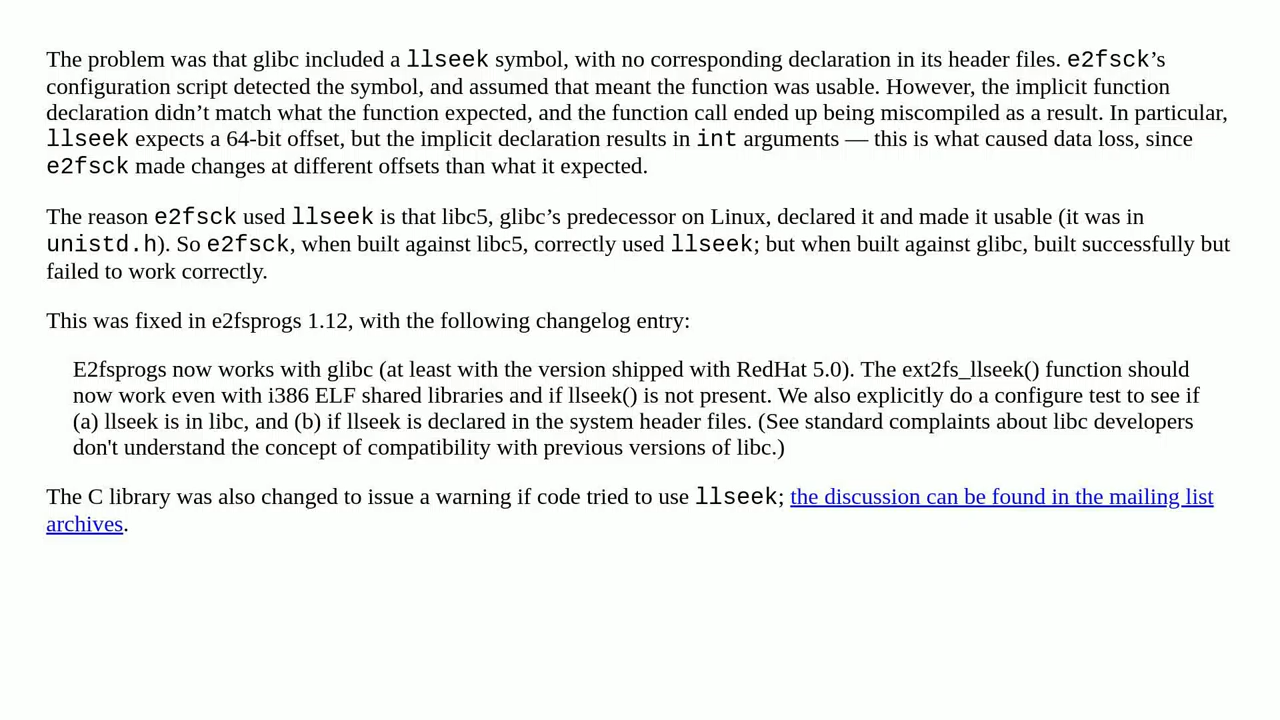 The problem was that glibc included a llseek symbol, with no corresponding declaration in its header files. e2fsck’s
configuration script detected the symbol, and assumed that meant the function was usable. However, the implicit function
declaration didn’t match what the function expected, and the function call ended up being miscompiled as a result. In particular,
llseek expects a 64-bit offset, but the implicit declaration results in int arguments — this is what caused data loss, since
e2fsck made changes at different offsets than what it expected.
The reason e2fsck used llseek is that libc5, glibc’s predecessor on Linux, declared it and made it usable (it was in
unistd.h). So e2fsck, when built against libc5, correctly used llseek; but when built against glibc, built successfully but
failed to work correctly.
This was fixed in e2fsprogs 1.12, with the following changelog entry:
E2fsprogs now works with glibc (at least with the version shipped with RedHat 5.0). The ext2fs_llseek() function should
now work even with i386 ELF shared libraries and if llseek() is not present. We also explicitly do a configure test to see if
(a) llseek is in libc, and (b) if llseek is declared in the system header files. (See standard complaints about libc developers
don't understand the concept of compatibility with previous versions of libc.)
The C library was also changed to issue a warning if code tried to use llseek; the discussion can be found in the mailing list
archives.